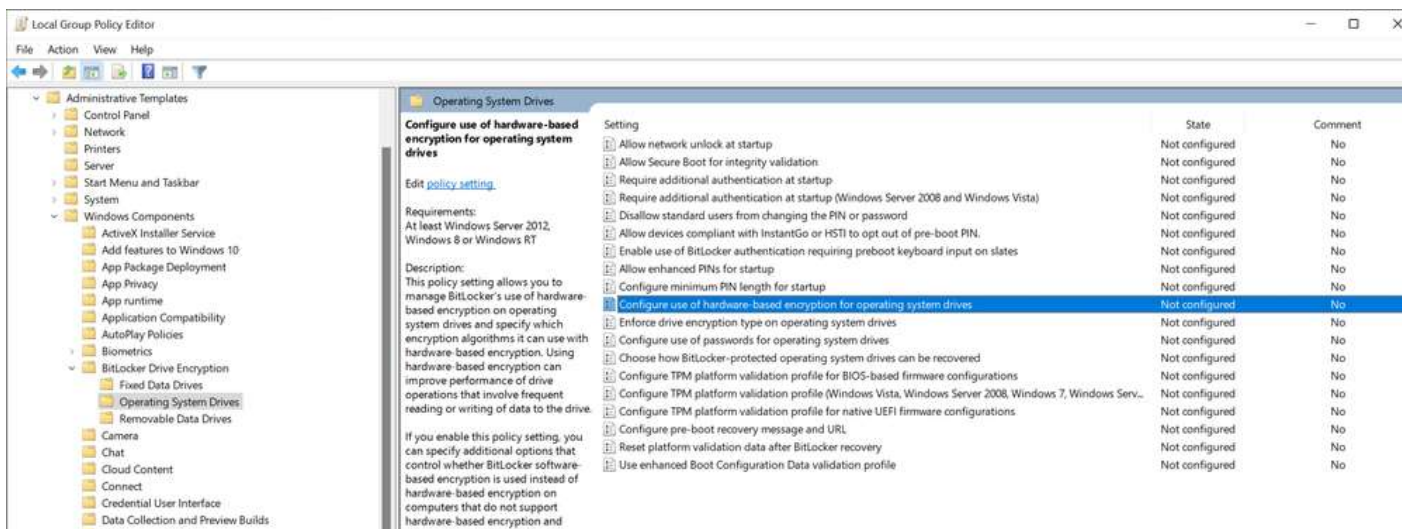 Local Group Policy Editor
File Action View Help
Administrative Templates
Control Panel
Network
Printers
Server
Start Menu and Taskbar
System
Windows Components
ActiveX Installer Service
Add features to Windows 10
App Package Deployment
App Privacy
App runtime
Application Compatibility
AutoPlay Policies
Biometrics
BitLocker Drive Encryption
Fixed Data Drives
Operating System Drives
Removable Data Drives
Camera
Chat
Cloud Content
Connect
Credential User Interface
Data Collection and Preview Builds
Operating System Drives
Configure use of hardware-based
encryption for operating system
drives
Edit policy setting
Requirements:
At least Windows Server 2012,
Windows 8 or Windows RT
Description:
This policy setting allows you to
manage BitLocker's use of hardware-
based encryption on operating
system drives and specify which
encryption algorithms it can use with
hardware-based encryption. Using
hardware-based encryption can
improve performance of drive
operations that involve frequent
reading or writing of data to the drive.
If you enable this policy setting, you
can specify additional options that
control whether BitLocker software-
based encryption is used instead of
hardware-based encryption on
computers that do not support
hardware-based encryption and
Setting State Comment
Allow network unlock at startup Not configured No
Allow Secure Boot for integrity validation Not configured No
Require additional authentication at startup Not configured No
Require additional authentication at startup (Windows Server 2008 and Windows Vista) Not configured No
Disallow standard users from changing the PIN or password Not configured No
Allow devices compliant with InstantGo or HSTI to opt out of pre-boot PIN. Not configured No
Enable use of BitLocker authentication requiring preboot keyboard input on slates Not configured No
Allow enhanced PINs for startup Not configured No
Configure minimum PIN length for startup Not configured No
Configure use of hardware-based encryption for operating system drives Not configured No
Enforce drive encryption type on operating system drives Not configured No
Configure use of passwords for operating system drives Not configured No
Choose how BitLocker-protected operating system drives can be recovered Not configured No
Configure TPM platform validation profile for BIOS-based firmware configurations Not configured No
Configure TPM platform validation profile (Windows Vista, Windows Server 2008, Windows 7, Windows Serv... Not configured No
Configure TPM platform validation profile for native UEFI firmware configurations Not configured No
Configure pre-boot recovery message and URL Not configured No
Reset platform validation data after BitLocker recovery Not configured No
Use enhanced Boot Configuration Data validation profile Not configured No